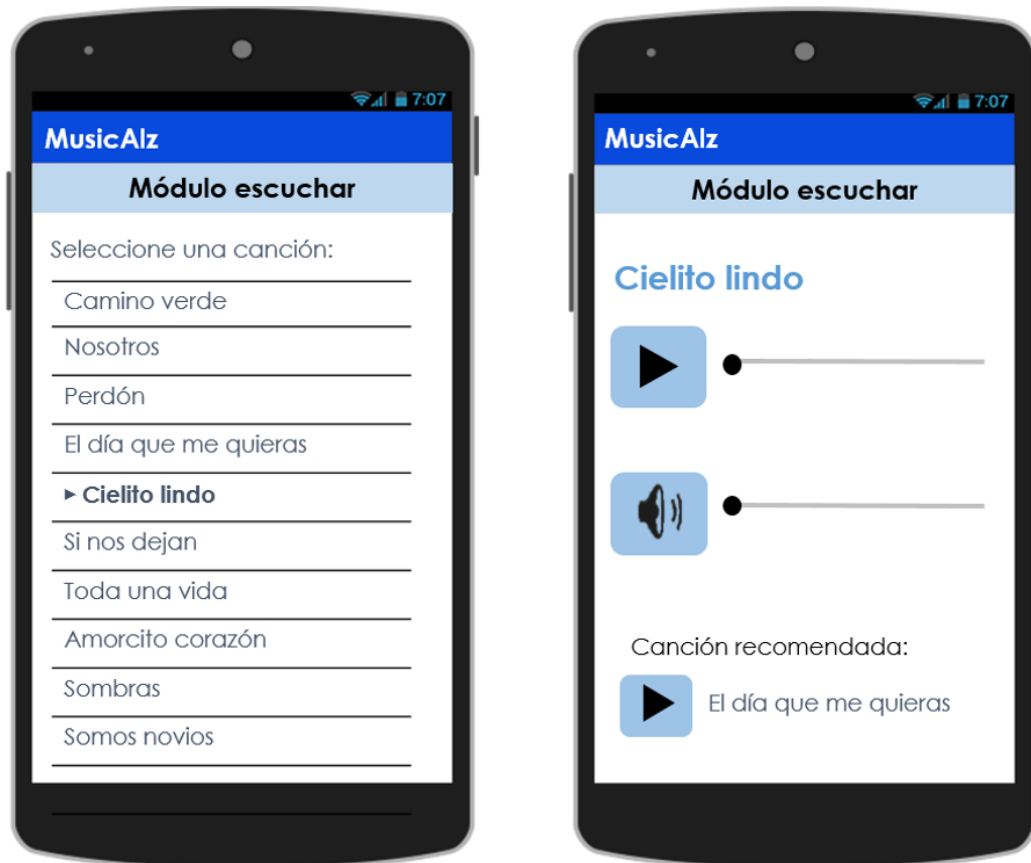 7:07
MusicAlz
Módulo escuchar
Seleccione una canción:
Camino verde
Nosotros
Perdón
El día que me quieras
▸ Cielito lindo
Si nos dejan
Toda una vida
Amorcito corazón
Sombras
Somos novios
7:07
MusicAlz
Módulo escuchar
Cielito lindo
Canción recomendada:
El día que me quieras